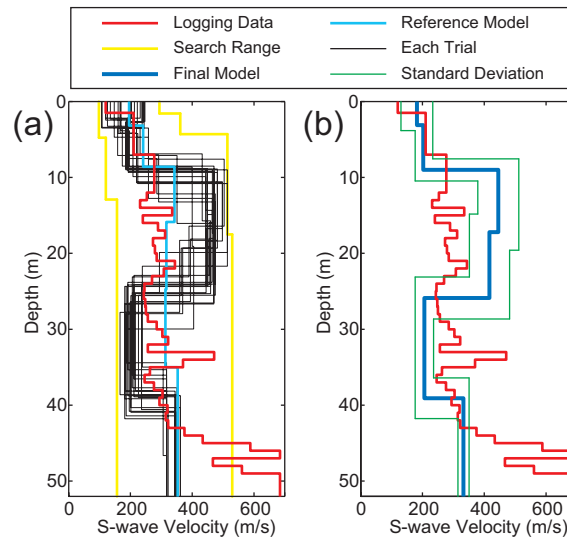 Logging Data
Reference Model
Search Range
Each Trial
Final Model
Standard Deviation
(a)
(b)
0
10
20
30
40
50
Depth (m)
0 200 400 600
S-wave Velocity (m/s)
0
10
20
30
40
50
Depth (m)
0 200 400 600
S-wave Velocity (m/s)